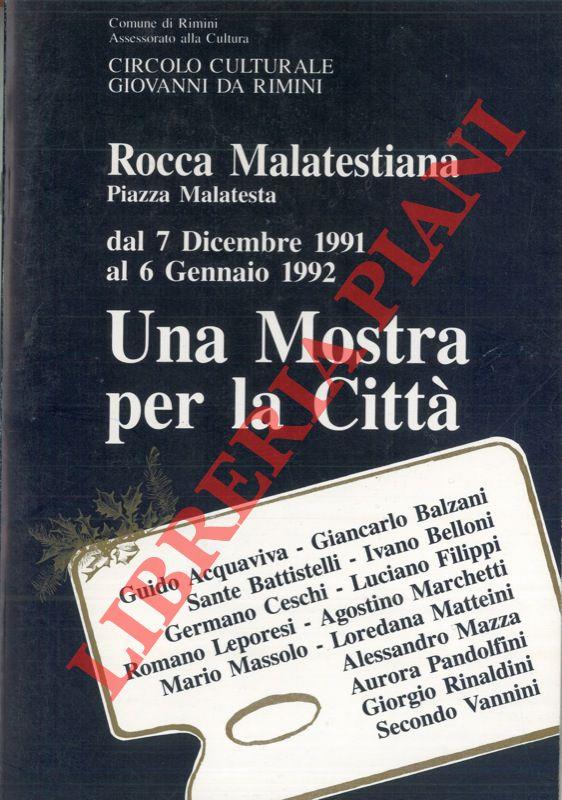 Comune di Rimini
Assessorato alla Cultura
CIRCOLO CULTURALE
GIOVANNI DA RIMINI
Rocca Malatestiana
Piazza Malatesta
dal 7 Dicembre 1991
al 6 Gennaio 1992
Una Mostra
per la Città
Guido Acquaviva - Giancarlo Balzani
Sante Battistelli - Ivano Belloni
Germano Ceschi - Luciano Filippi
Romano Leporesi - Agostino Marchetti
Mario Massolo - Loredana Matteini
Alessandro Mazza
Aurora Pandolfini
Giorgio Rinaldini
Secondo Vannini
LIBRERIA PIANI